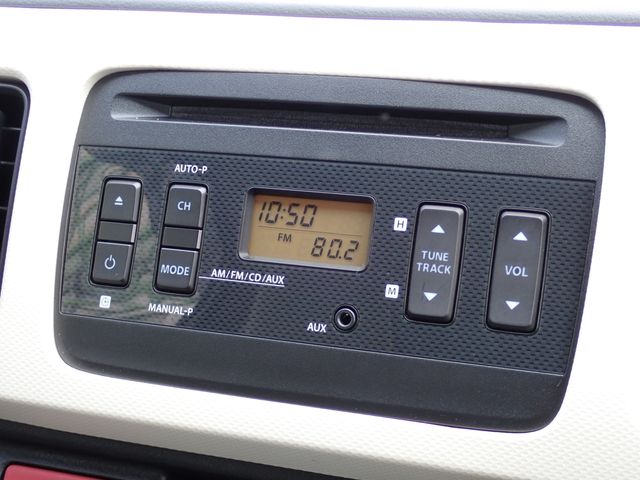 AUTO-P
CH
MODE
AM/FM/CD/AUX
MANUAL-P
10:50
FM 80.2
AUX
H
TUNE
TRACK
M
VOL